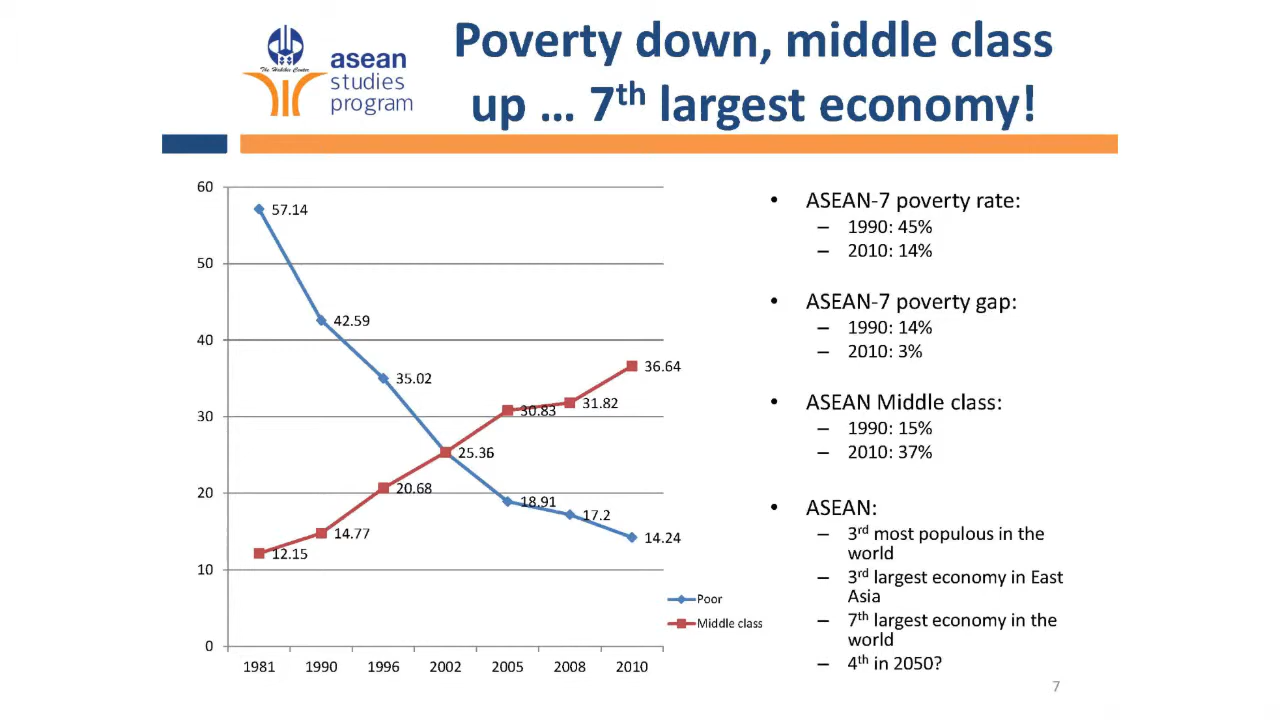 The Habibie Center
asean
studies
program
Poverty down, middle class
up … 7th largest economy!
60
50
40
30
20
10
0
57.14
42.59
35.02
25.36
18.91
17.2
14.24
12.15
14.77
20.68
30.83
31.82
36.64
1981 1990 1996 2002 2005 2008 2010
Poor
Middle class
• ASEAN-7 poverty rate:
– 1990: 45%
– 2010: 14%
• ASEAN-7 poverty gap:
– 1990: 14%
– 2010: 3%
• ASEAN Middle class:
– 1990: 15%
– 2010: 37%
• ASEAN:
– 3rd most populous in the
world
– 3rd largest economy in East
Asia
– 7th largest economy in the
world
– 4th in 2050?
7